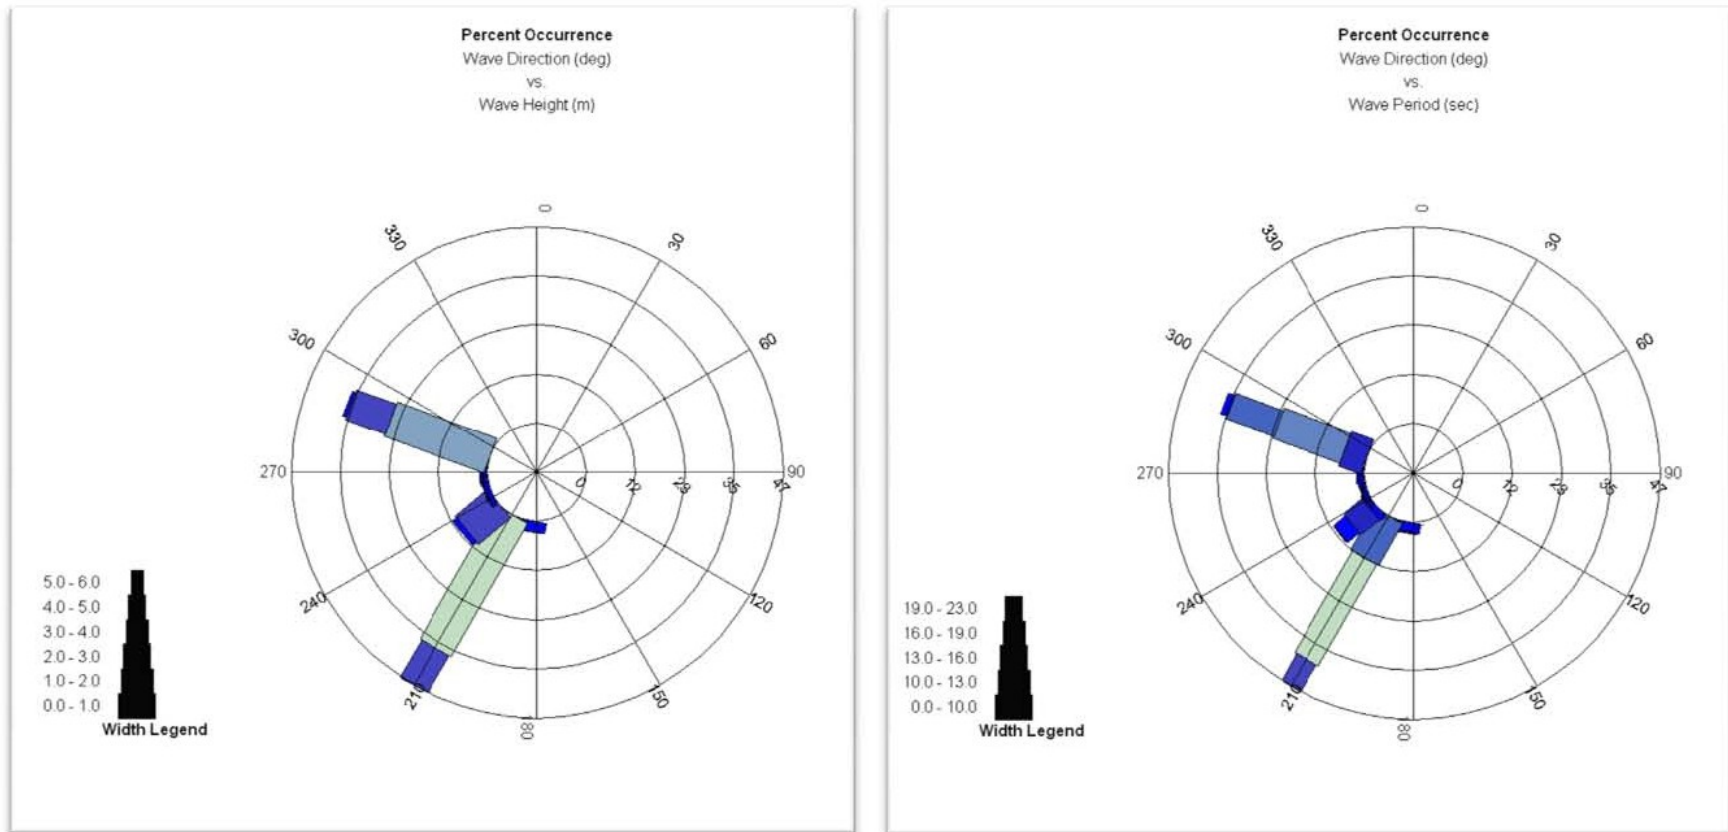 Percent Occurrence
Wave Direction (deg)
vs.
Wave Height (m)
0
30
60
90
120
150
180
210
240
270
300
330
0
12
23
35
47
5.0 - 6.0
4.0 - 5.0
3.0 - 4.0
2.0 - 3.0
1.0 - 2.0
0.0 - 1.0
Width Legend
Percent Occurrence
Wave Direction (deg)
vs.
Wave Period (sec)
0
30
60
90
120
150
180
210
240
270
300
330
0
12
23
35
47
19.0 - 23.0
16.0 - 19.0
13.0 - 16.0
10.0 - 13.0
0.0 - 10.0
Width Legend